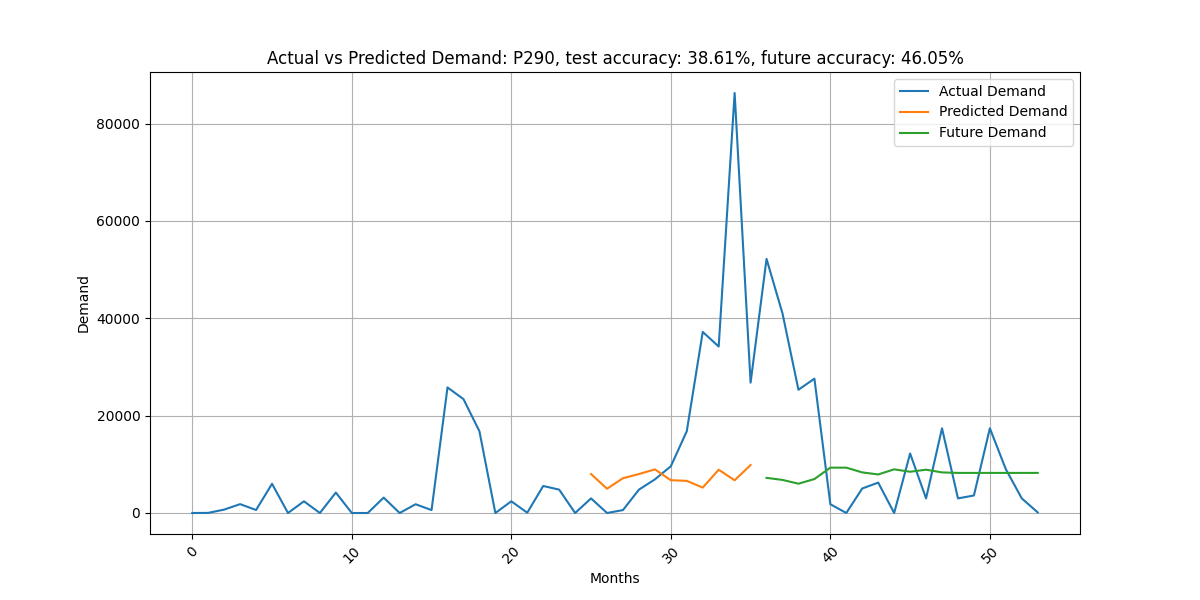 Actual vs Predicted Demand: P290, test accuracy: 38.61%, future accuracy: 46.05%
Actual Demand
Predicted Demand
Future Demand
80000
60000
40000
20000
0
Demand
0
10
20
30
40
50
Months